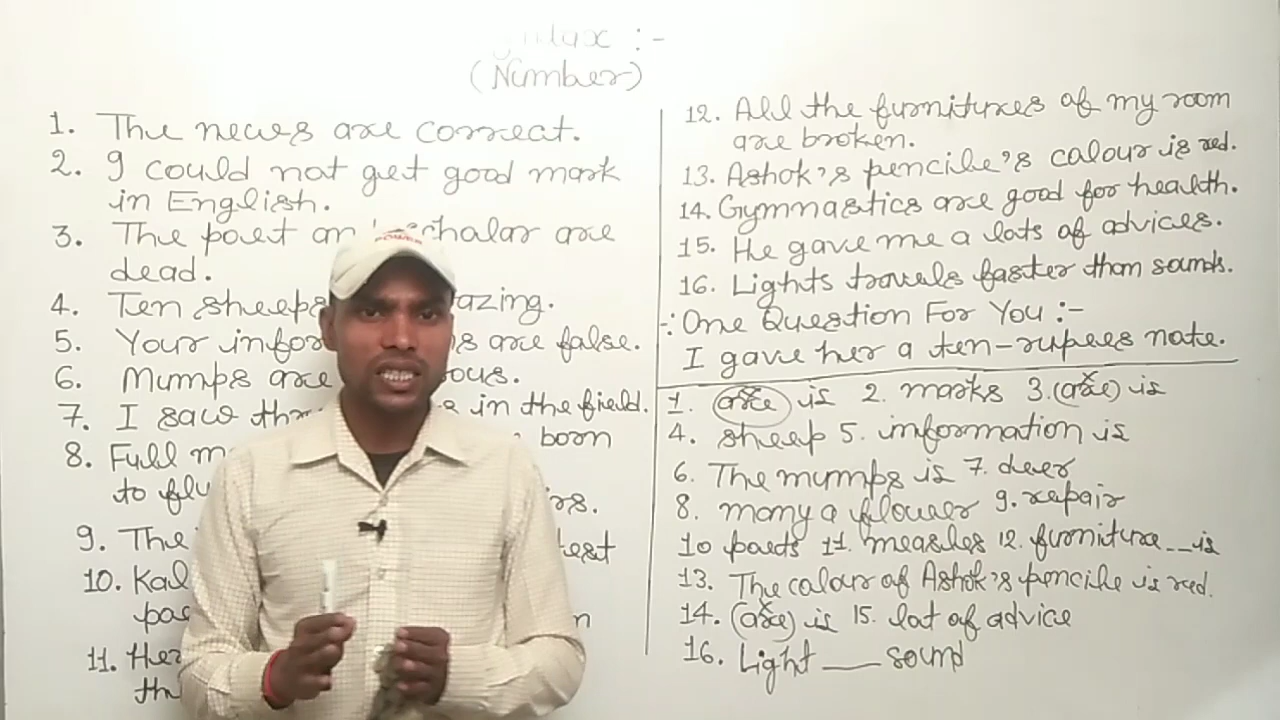 (Number)
1. The news are correct.
2. I could not get good mark
in English.
3. The poet an scholar are
dead.
4. Ten sheeps azing.
5. Your infor s are false.
6. Mumps are ous.
7. I saw thr s in the field.
8. Full m born
to flu rs.
9. The test
10. Kal
pa n
11. Her
th
POWER
12. All the furnitures of my room
are broken.
13. Ashok's pencile's colour is red.
14. Gymnastics are good for health.
15. He gave me a lots of advices.
16. Lights travels faster than sounds.
One Question For You :-
I gave her a ten-rupees note.
1. (are) is 2. marks 3. (are) is
4. sheep 5. information is
6. The mumps is 7. deer
8. many a flower 9. repair
10 parts 11. measles 12. furniture __ is
13. The colour of Ashok's pencile is red.
14. (are) is 15. lot of advice
16. Light __ sound